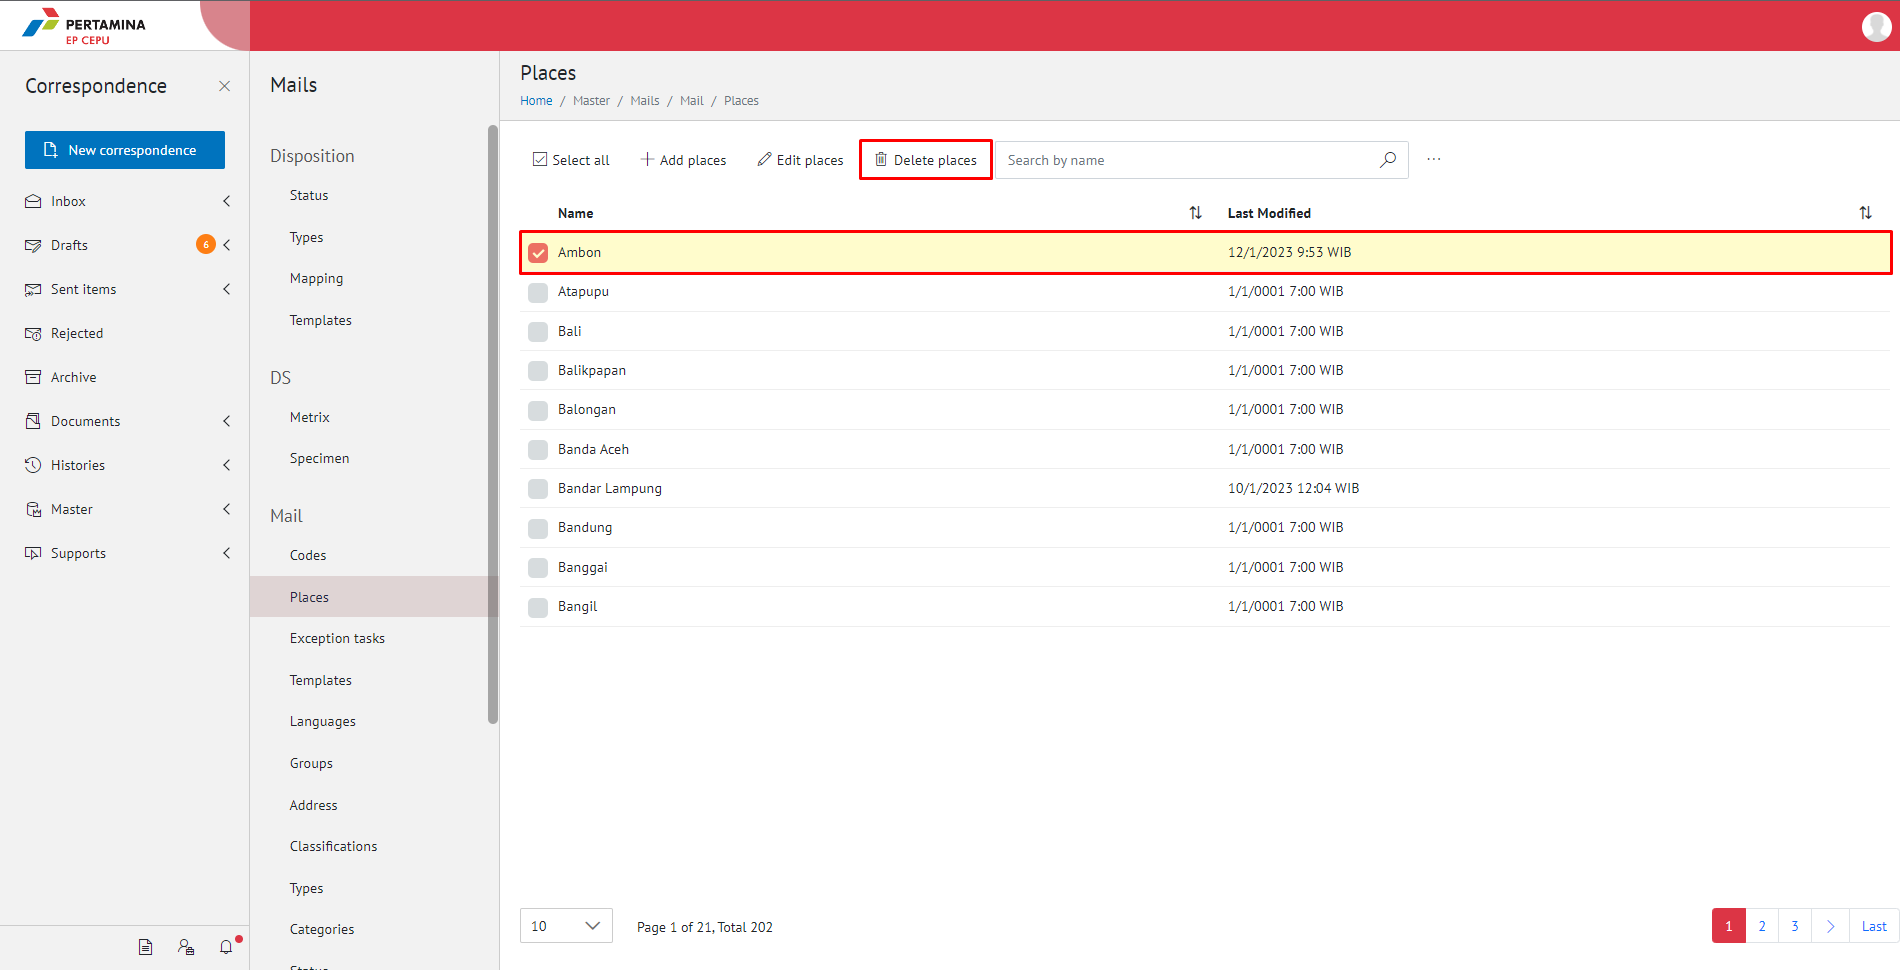 PERTAMINA
EP CEPU
Correspondence
New correspondence
Inbox
Drafts
6
Sent items
Rejected
Archive
Documents
Histories
Master
Supports
Mails
Disposition
Status
Types
Mapping
Templates
DS
Metrix
Specimen
Mail
Codes
Places
Exception tasks
Templates
Languages
Groups
Address
Classifications
Types
Categories
Status
Places
Home / Master / Mails / Mail / Places
Select all Add places Edit places Delete places Search by name ...
Name Last Modified
Ambon 12/1/2023 9:53 WIB
Atapupu 1/1/0001 7:00 WIB
Bali 1/1/0001 7:00 WIB
Balikpapan 1/1/0001 7:00 WIB
Balongan 1/1/0001 7:00 WIB
Banda Aceh 1/1/0001 7:00 WIB
Bandar Lampung 10/1/2023 12:04 WIB
Bandung 1/1/0001 7:00 WIB
Banggai 1/1/0001 7:00 WIB
Bangil 1/1/0001 7:00 WIB
10 Page 1 of 21, Total 202 1 2 3 Last